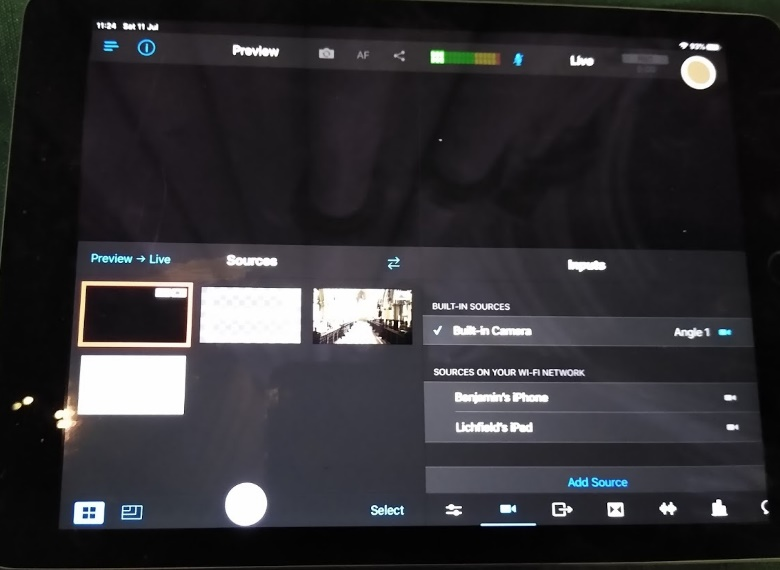 11:24 Sat 11 Jul
93%
Preview
AF
Live
Preview → Live
Sources
Inputs
BUILT-IN SOURCES
Built-in Camera
Angle 1
SOURCES ON YOUR WI-FI NETWORK
Benjamin's iPhone
Lichfield's iPad
Add Source
Select